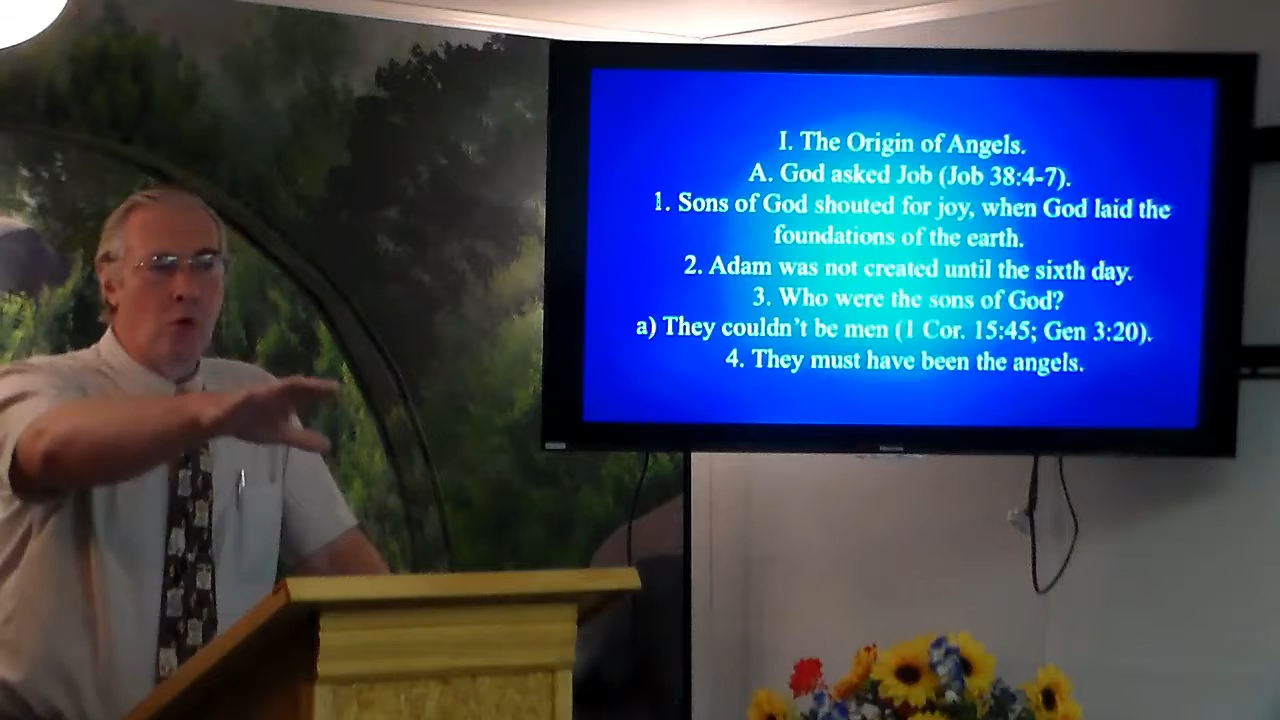 I. The Origin of Angels.
A. God asked Job (Job 38:4-7).
1. Sons of God shouted for joy, when God laid the
foundations of the earth.
2. Adam was not created until the sixth day.
3. Who were the sons of God?
a) They couldn't be men (1 Cor. 15:45; Gen 3:20).
4. They must have been the angels.